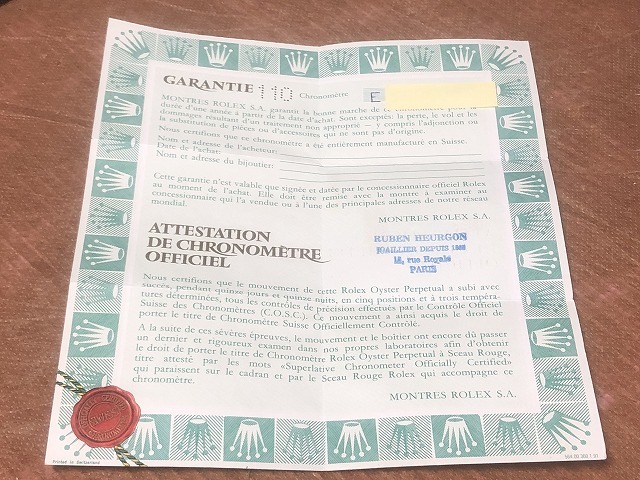 GARANTIE 110 Chronomètre E
MONTRES ROLEX S.A. garantit la bonne marche de ce chronomètre pour la
durée d'une année à partir de la date d'achat. Sont exceptés: la perte, le vol et les
dommages résultant d'un traitement non approprié – y compris l'adjonction ou
la substitution de pièces ou d'accessoires qui ne sont pas d'origine.
Nous certifions que ce chronomètre a été entièrement manufacturé en Suisse.
Nom et adresse de l'acheteur:
Date de l'achat:
Nom et adresse du bijoutier:
Cette garantie n'est valable que signée et datée par le concessionnaire officiel Rolex
au moment de l'achat. Elle doit être remise avec la montre à examiner au
concessionnaire qui l'a vendue ou à l'une des principales adresses de notre réseau
mondial.
MONTRES ROLEX S.A.
RUBEN HEURGON
JOAILLIER DEPUIS
rue Royale
PARIS
ATTESTATION
DE CHRONOMÈTRE
OFFICIEL
Nous certifions que le mouvement de cette Rolex Oyster Perpetual a subi avec
succès, pendant quinze jours et quinze nuits, en cinq positions et à trois tempéra-
tures déterminées, tous les contrôles de précision effectués par le Contrôle Officiel
Suisse des Chronomètres (C.O.S.C.). Ce mouvement a ainsi acquis le droit de
porter le titre de Chronomètre Suisse Officiellement Contrôlé.
A la suite de ces sévères épreuves, le mouvement et le boîtier ont encore dû passer
un dernier et rigoureux examen dans nos propres laboratoires afin d'obtenir
le droit de porter le titre de Chronomètre Rolex Oyster Perpetual à Sceau Rouge,
titre attesté par les mots «Superlative Chronometer Officially Certified»
qui paraissent sur le cadran et par le Sceau Rouge Rolex qui accompagne ce
chronomètre.
MONTRES ROLEX S.A.
Printed in Switzerland